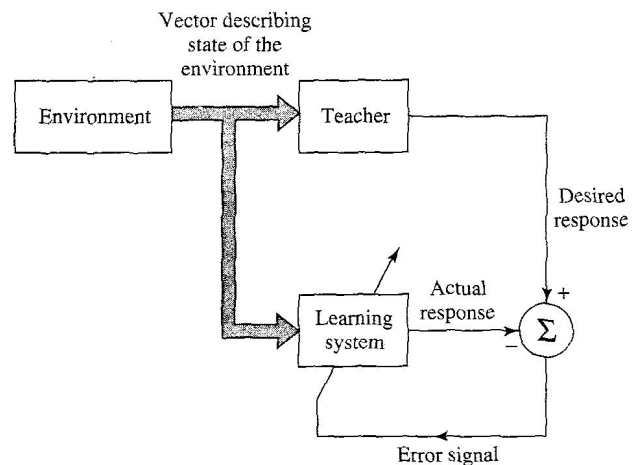 Vector describing
state of the
environment
Environment
Teacher
Desired
response
+
Learning
system
Actual
response
−
Σ
Error signal